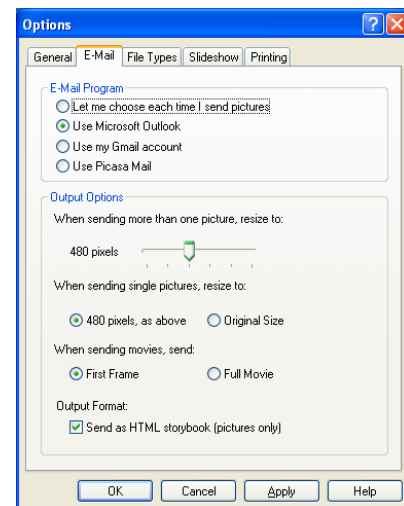 Options
General E-Mail File Types Slideshow Printing
E-Mail Program
Let me choose each time I send pictures
Use Microsoft Outlook
Use my Gmail account
Use Picasa Mail
Output Options
When sending more than one picture, resize to:
480 pixels
When sending single pictures, resize to:
480 pixels, as above Original Size
When sending movies, send:
First Frame Full Movie
Output Format:
Send as HTML storybook (pictures only)
OK Cancel Apply Help